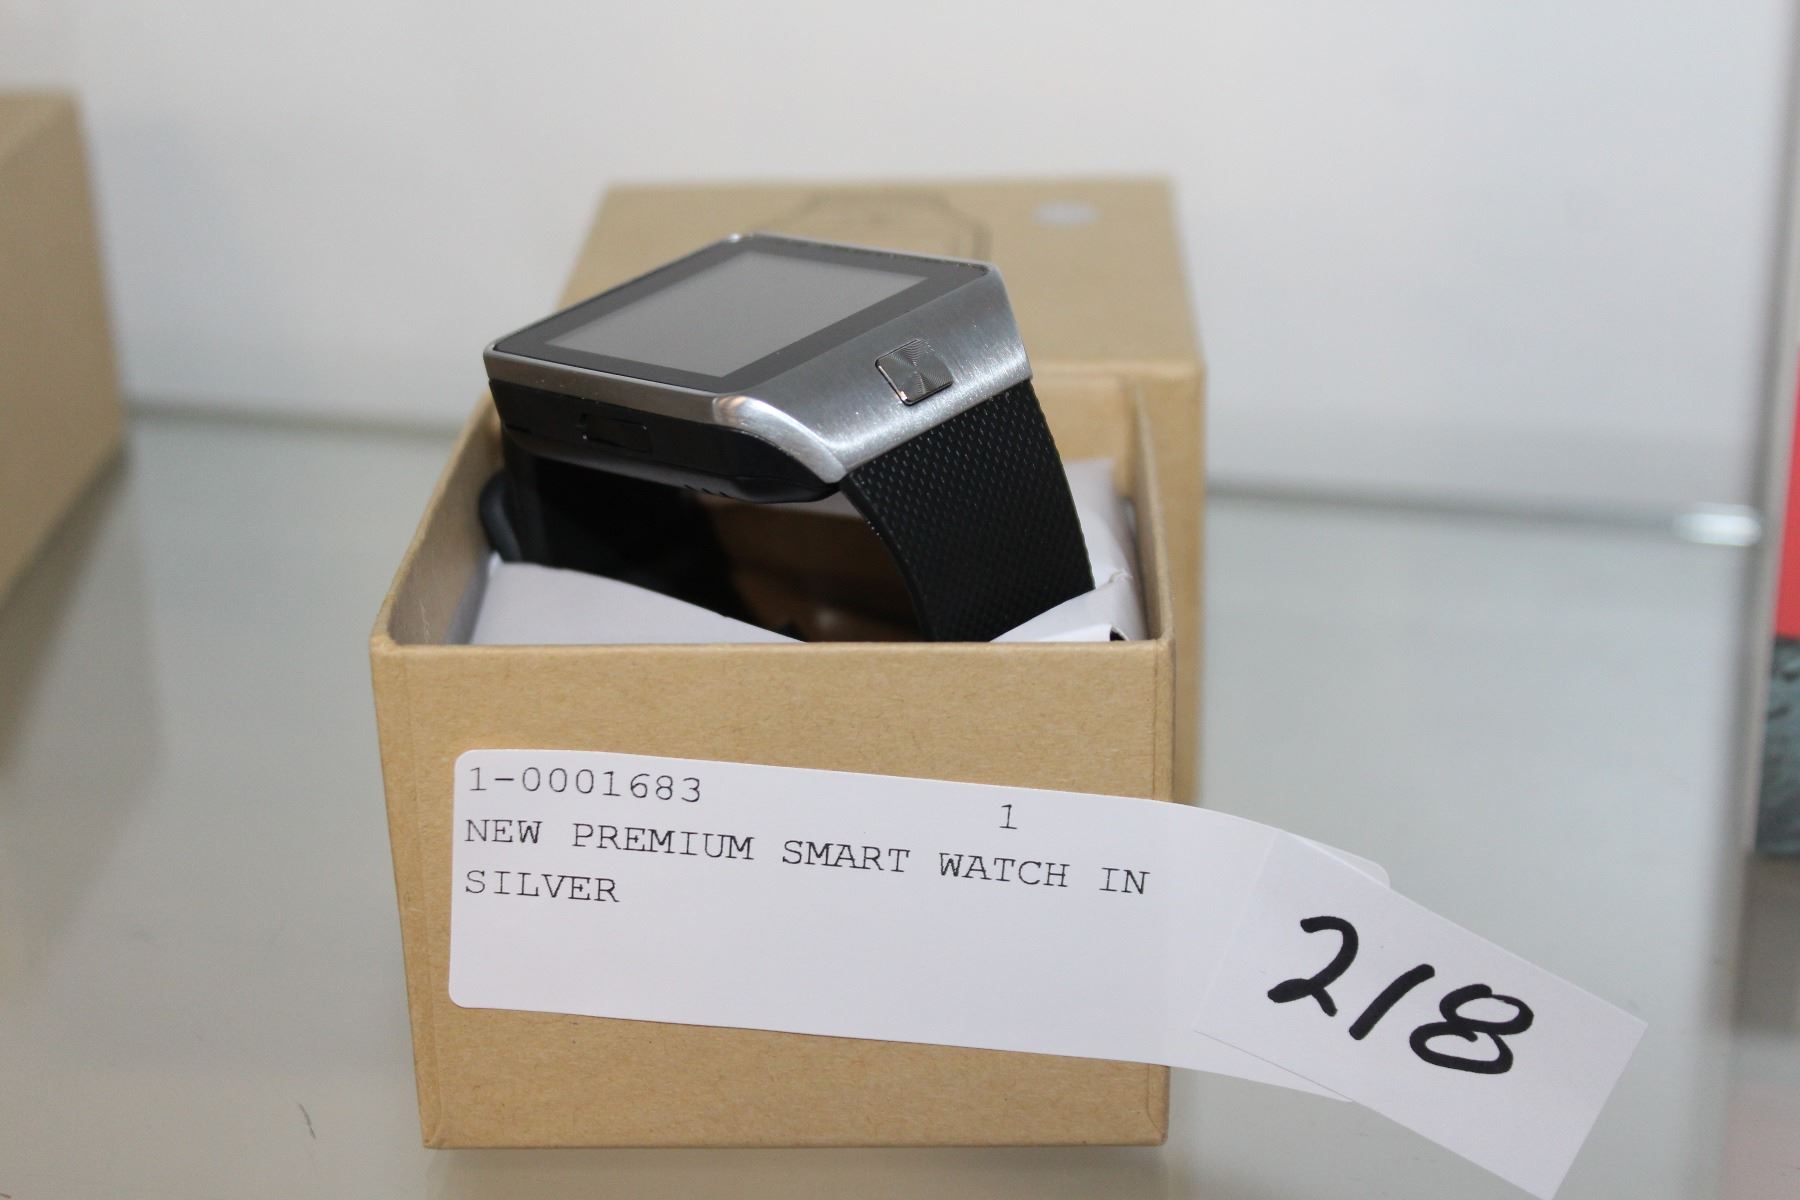 1-0001683 1
NEW PREMIUM SMART WATCH IN
SILVER
218